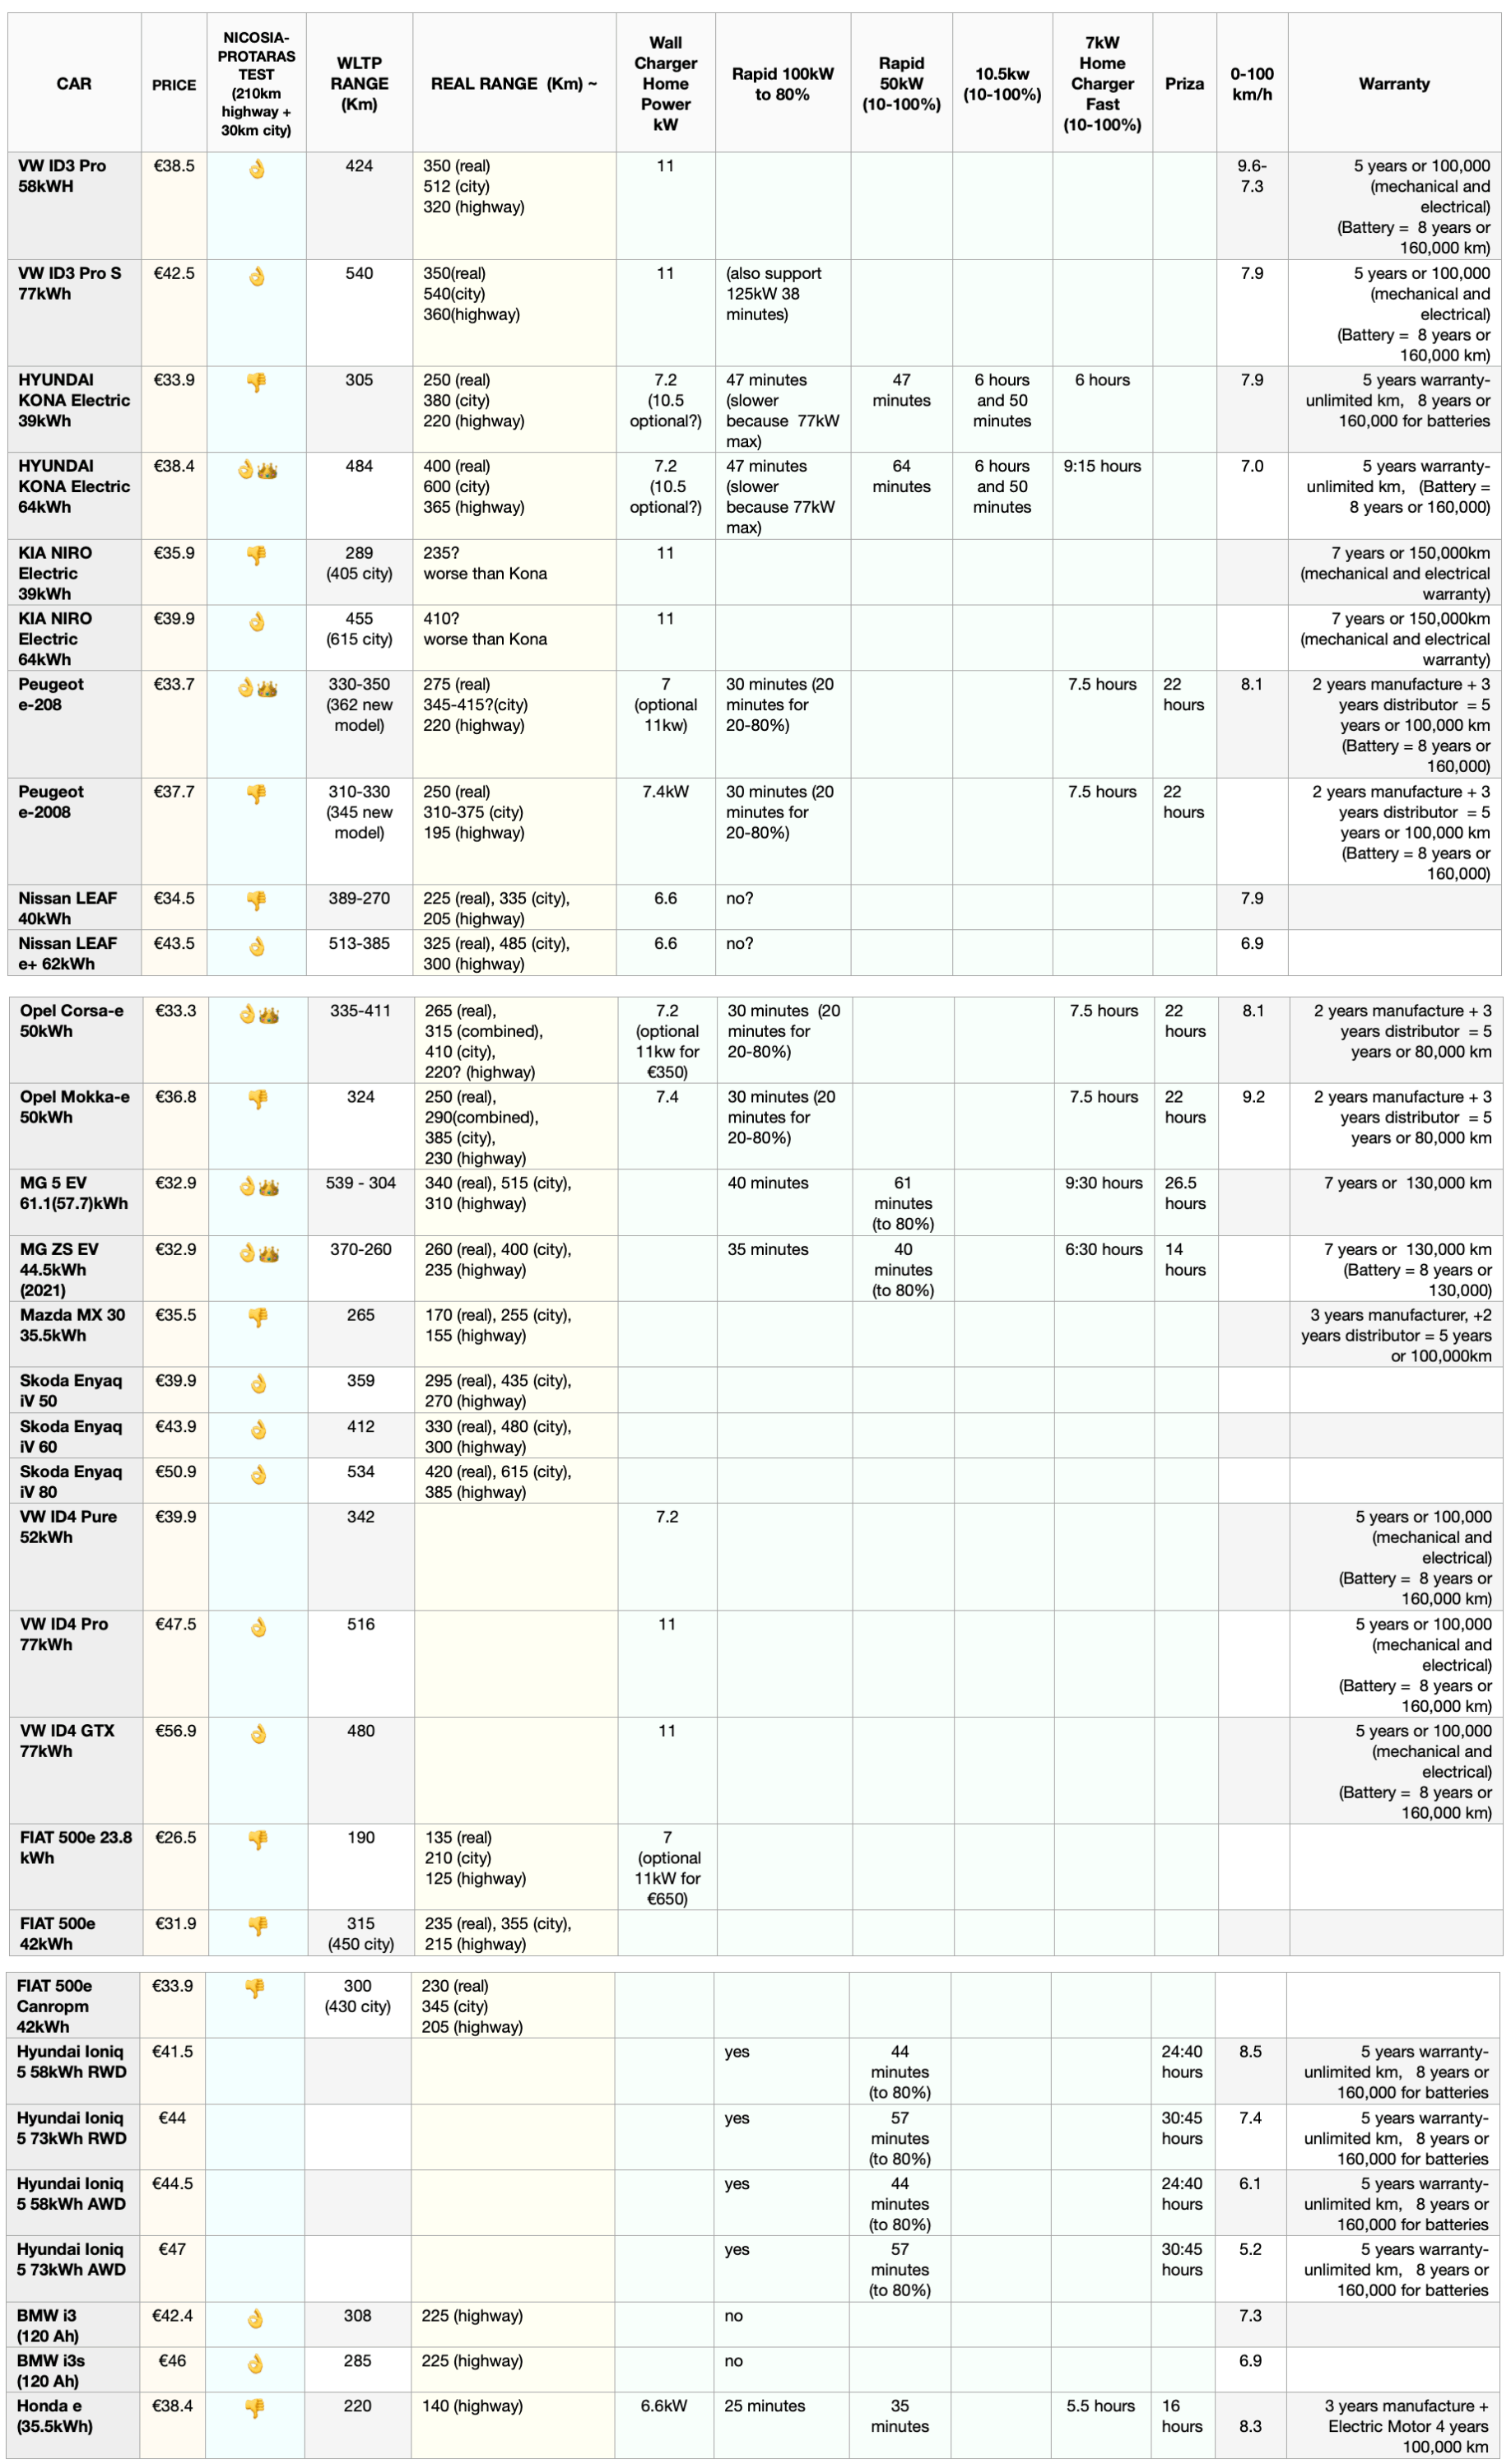 CAR
PRICE
NICOSIA-
PROTARAS
TEST
(210km
highway +
30km city)
WLTP
RANGE
(Km)
REAL RANGE (Km) ~
Wall
Charger
Home
Power
kW
Rapid 100kW
to 80%
Rapid
50kW
(10-100%)
10.5kw
(10-100%)
7kW
Home
Charger
Fast
(10-100%)
Priza
0-100
km/h
Warranty
VW ID3 Pro
58kWH
€38.5
424
350 (real)
512 (city)
320 (highway)
11
9.6-
7.3
5 years or 100,000
(mechanical and
electrical)
(Battery = 8 years or
160,000 km)
VW ID3 Pro S
77kWh
€42.5
540
350(real)
540(city)
360(highway)
11
(also support
125kW 38
minutes)
7.9
5 years or 100,000
(mechanical and
electrical)
(Battery = 8 years or
160,000 km)
HYUNDAI
KONA Electric
39kWh
€33.9
305
250 (real)
380 (city)
220 (highway)
7.2
(10.5
optional?)
47 minutes
(slower
because 77kW
max)
47
minutes
6 hours
and 50
minutes
6 hours
7.9
5 years warranty-
unlimited km, 8 years or
160,000 for batteries
HYUNDAI
KONA Electric
64kWh
€38.4
484
400 (real)
600 (city)
365 (highway)
7.2
(10.5
optional?)
47 minutes
(slower
because 77kW
max)
64
minutes
6 hours
and 50
minutes
9:15 hours
7.0
5 years warranty-
unlimited km, (Battery =
8 years or 160,000)
KIA NIRO
Electric
39kWh
€35.9
289
(405 city)
235?
worse than Kona
11
7 years or 150,000km
(mechanical and electrical
warranty)
KIA NIRO
Electric
64kWh
€39.9
455
(615 city)
410?
worse than Kona
11
7 years or 150,000km
(mechanical and electrical
warranty)
Peugeot
e-208
€33.7
330-350
(362 new
model)
275 (real)
345-415?(city)
220 (highway)
7
(optional
11kw)
30 minutes (20
minutes for
20-80%)
7.5 hours
22
hours
8.1
2 years manufacture + 3
years distributor = 5
years or 100,000 km
(Battery = 8 years or
160,000)
Peugeot
e-2008
€37.7
310-330
(345 new
model)
250 (real)
310-375 (city)
195 (highway)
7.4kW
30 minutes (20
minutes for
20-80%)
7.5 hours
22
hours
2 years manufacture + 3
years distributor = 5
years or 100,000 km
(Battery = 8 years or
160,000)
Nissan LEAF
40kWh
€34.5
389-270
225 (real), 335 (city),
205 (highway)
6.6
no?
7.9
Nissan LEAF
e+ 62kWh
€43.5
513-385
325 (real), 485 (city),
300 (highway)
6.6
no?
6.9
Opel Corsa-e
50kWh
€33.3
335-411
265 (real),
315 (combined),
410 (city),
220? (highway)
7.2
(optional
11kw for
€350)
30 minutes (20
minutes for
20-80%)
7.5 hours
22
hours
8.1
2 years manufacture + 3
years distributor = 5
years or 80,000 km
Opel Mokka-e
50kWh
€36.8
324
250 (real),
290(combined),
385 (city),
230 (highway)
7.4
30 minutes (20
minutes for
20-80%)
7.5 hours
22
hours
9.2
2 years manufacture + 3
years distributor = 5
years or 80,000 km
MG 5 EV
61.1(57.7)kWh
€32.9
539 - 304
340 (real), 515 (city),
310 (highway)
40 minutes
61
minutes
(to 80%)
9:30 hours
26.5
hours
7 years or 130,000 km
MG ZS EV
44.5kWh
(2021)
€32.9
370-260
260 (real), 400 (city),
235 (highway)
35 minutes
40
minutes
(to 80%)
6:30 hours
14
hours
7 years or 130,000 km
(Battery = 8 years or
130,000)
Mazda MX 30
35.5kWh
€35.5
265
170 (real), 255 (city),
155 (highway)
3 years manufacturer, +2
years distributor = 5 years
or 100,000km
Skoda Enyaq
iV 50
€39.9
359
295 (real), 435 (city),
270 (highway)
Skoda Enyaq
iV 60
€43.9
412
330 (real), 480 (city),
300 (highway)
Skoda Enyaq
iV 80
€50.9
534
420 (real), 615 (city),
385 (highway)
VW ID4 Pure
52kWh
€39.9
342
7.2
5 years or 100,000
(mechanical and
electrical)
(Battery = 8 years or
160,000 km)
VW ID4 Pro
77kWh
€47.5
516
11
5 years or 100,000
(mechanical and
electrical)
(Battery = 8 years or
160,000 km)
VW ID4 GTX
77kWh
€56.9
480
11
5 years or 100,000
(mechanical and
electrical)
(Battery = 8 years or
160,000 km)
FIAT 500e 23.8
kWh
€26.5
190
135 (real)
210 (city)
125 (highway)
7
(optional
11kW for
€650)
FIAT 500e
42kWh
€31.9
315
(450 city)
235 (real), 355 (city),
215 (highway)
FIAT 500e
Canropm
42kWh
€33.9
300
(430 city)
230 (real)
345 (city)
205 (highway)
Hyundai Ioniq
5 58kWh RWD
€41.5
yes
44
minutes
(to 80%)
24:40
hours
8.5
5 years warranty-
unlimited km, 8 years or
160,000 for batteries
Hyundai Ioniq
5 73kWh RWD
€44
yes
57
minutes
(to 80%)
30:45
hours
7.4
5 years warranty-
unlimited km, 8 years or
160,000 for batteries
Hyundai Ioniq
5 58kWh AWD
€44.5
yes
44
minutes
(to 80%)
24:40
hours
6.1
5 years warranty-
unlimited km, 8 years or
160,000 for batteries
Hyundai Ioniq
5 73kWh AWD
€47
yes
57
minutes
(to 80%)
30:45
hours
5.2
5 years warranty-
unlimited km, 8 years or
160,000 for batteries
BMW i3
(120 Ah)
€42.4
308
225 (highway)
no
7.3
BMW i3s
(120 Ah)
€46
285
225 (highway)
no
6.9
Honda e
(35.5kWh)
€38.4
220
140 (highway)
6.6kW
25 minutes
35
minutes
5.5 hours
16
hours
8.3
3 years manufacture +
Electric Motor 4 years
100,000 km